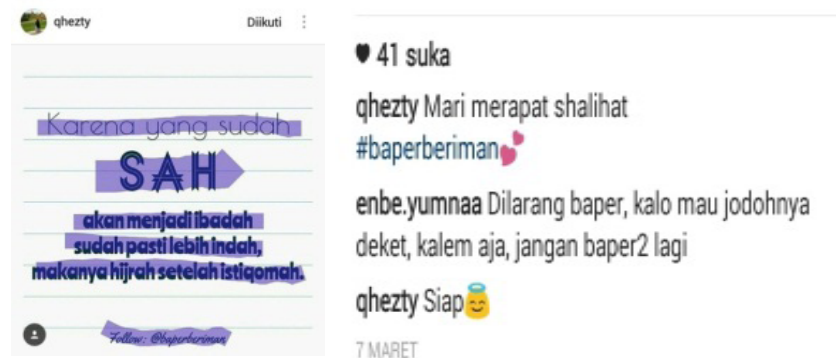 qhezty
Diikuti
Karena yang sudah
SAH
akan menjadi ibadah
sudah pasti lebih indah,
makanya hijrah setelah istiqomah.
Follow: @baperberiman
41 suka
qhezty Mari merapat shalihat
#baperberiman💕
enbe.yumnaa Dilarang baper, kalo mau jodohnya
deket, kalem aja, jangan baper2 lagi
qhezty Siap😇
7 MARET